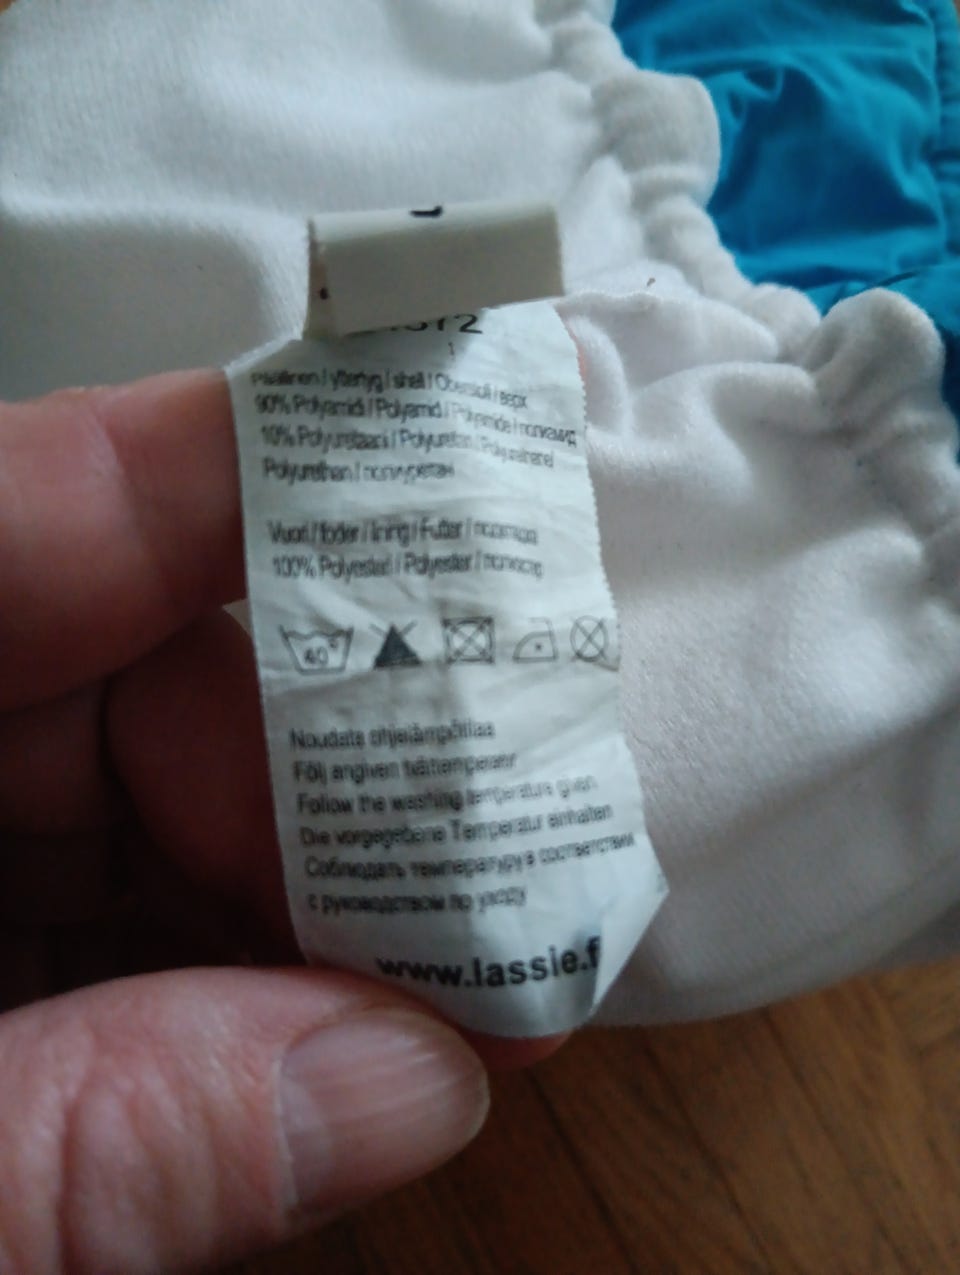 Päällinen / yttertyg / shell / Oberstoff / верх
90% Polyamidi / Polyamid / Polyamide / полиамид
10% Polyuretaani / Polyuretan / Polyurethane /
Polyurethan / полиуретан
Vuori / foder / lining / Futter / подкладка
100% Polyesteri / Polyester / полиэстер
40°
Noudata ohjelämpötilaa
Följ angiven tvättemperatur
Follow the washing temperature given
Die vorgegebene Temperatur einhalten
Соблюдать температуру в соответствии
с руководством по уходу
www.lassie.f